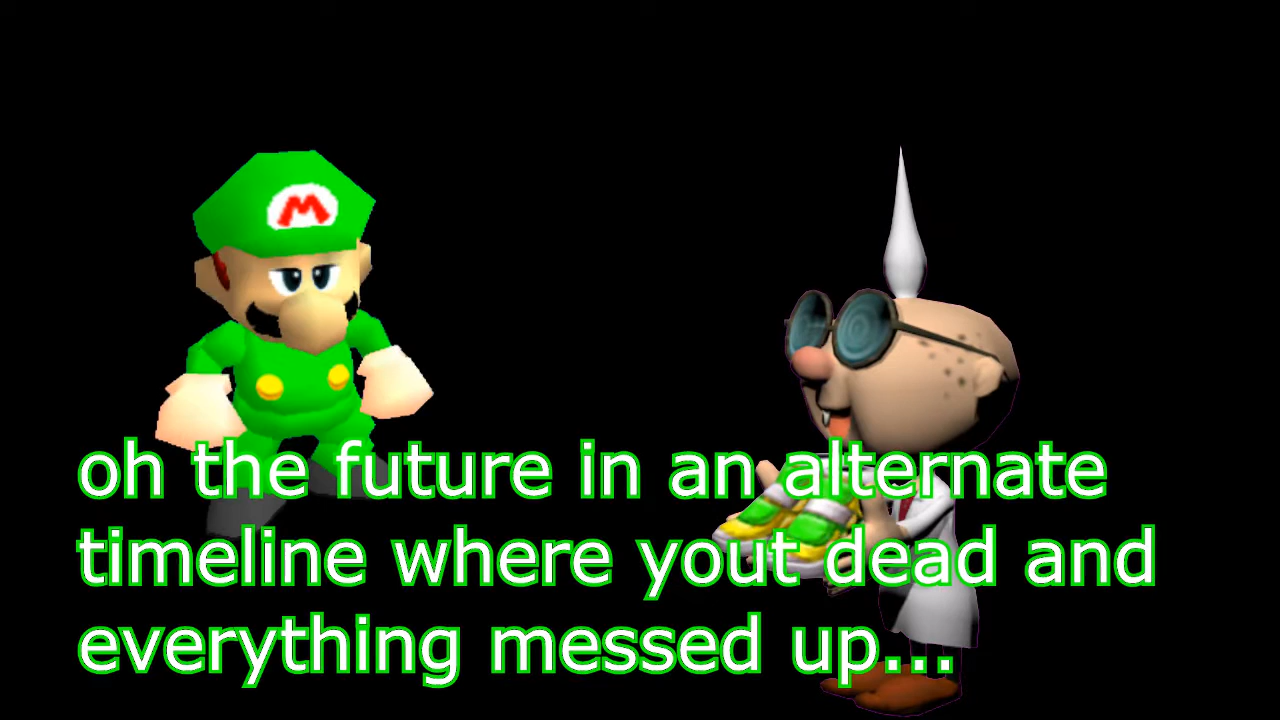 M
oh the future in an alternate
timeline where yout dead and
everything messed up...